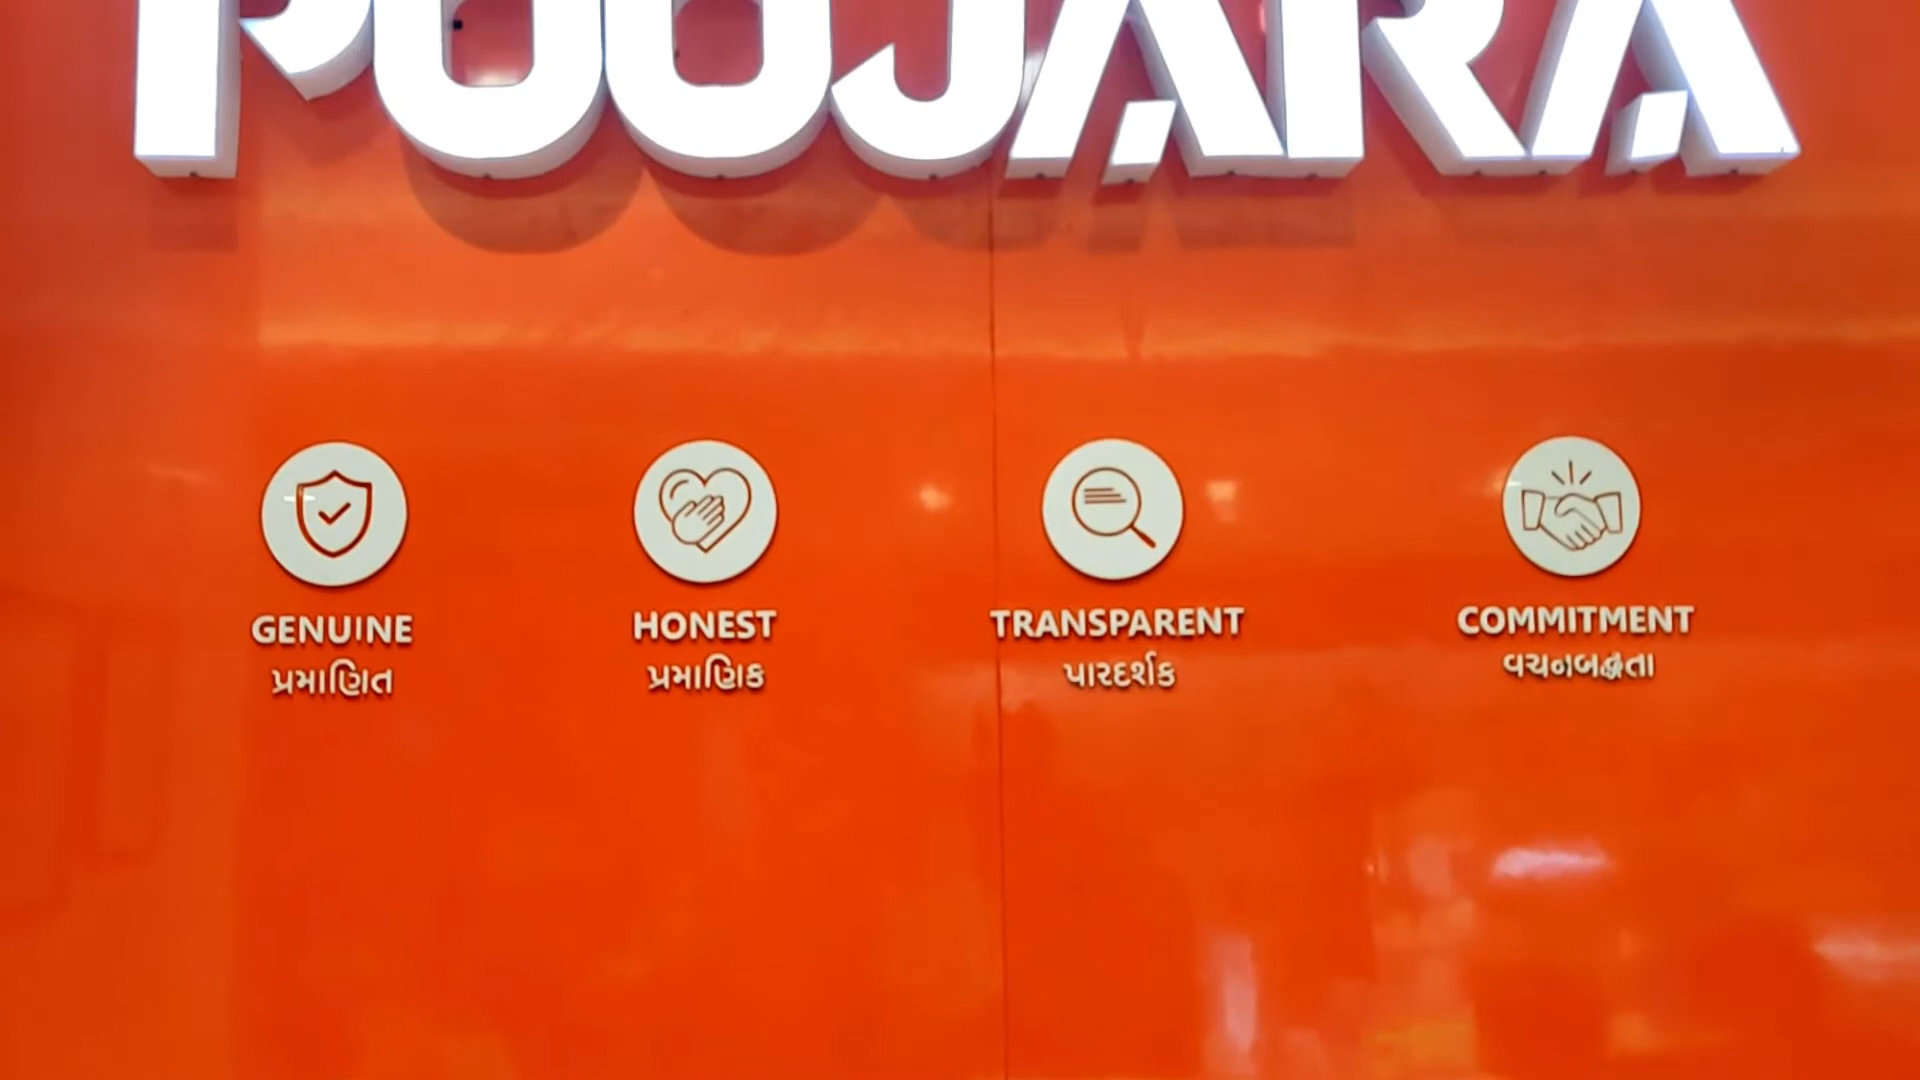 POOJARA
GENUINE
પ્રમાણિત
HONEST
પ્રમાણિક
TRANSPARENT
પારદર્શક
COMMITMENT
વચનબદ્ધતા